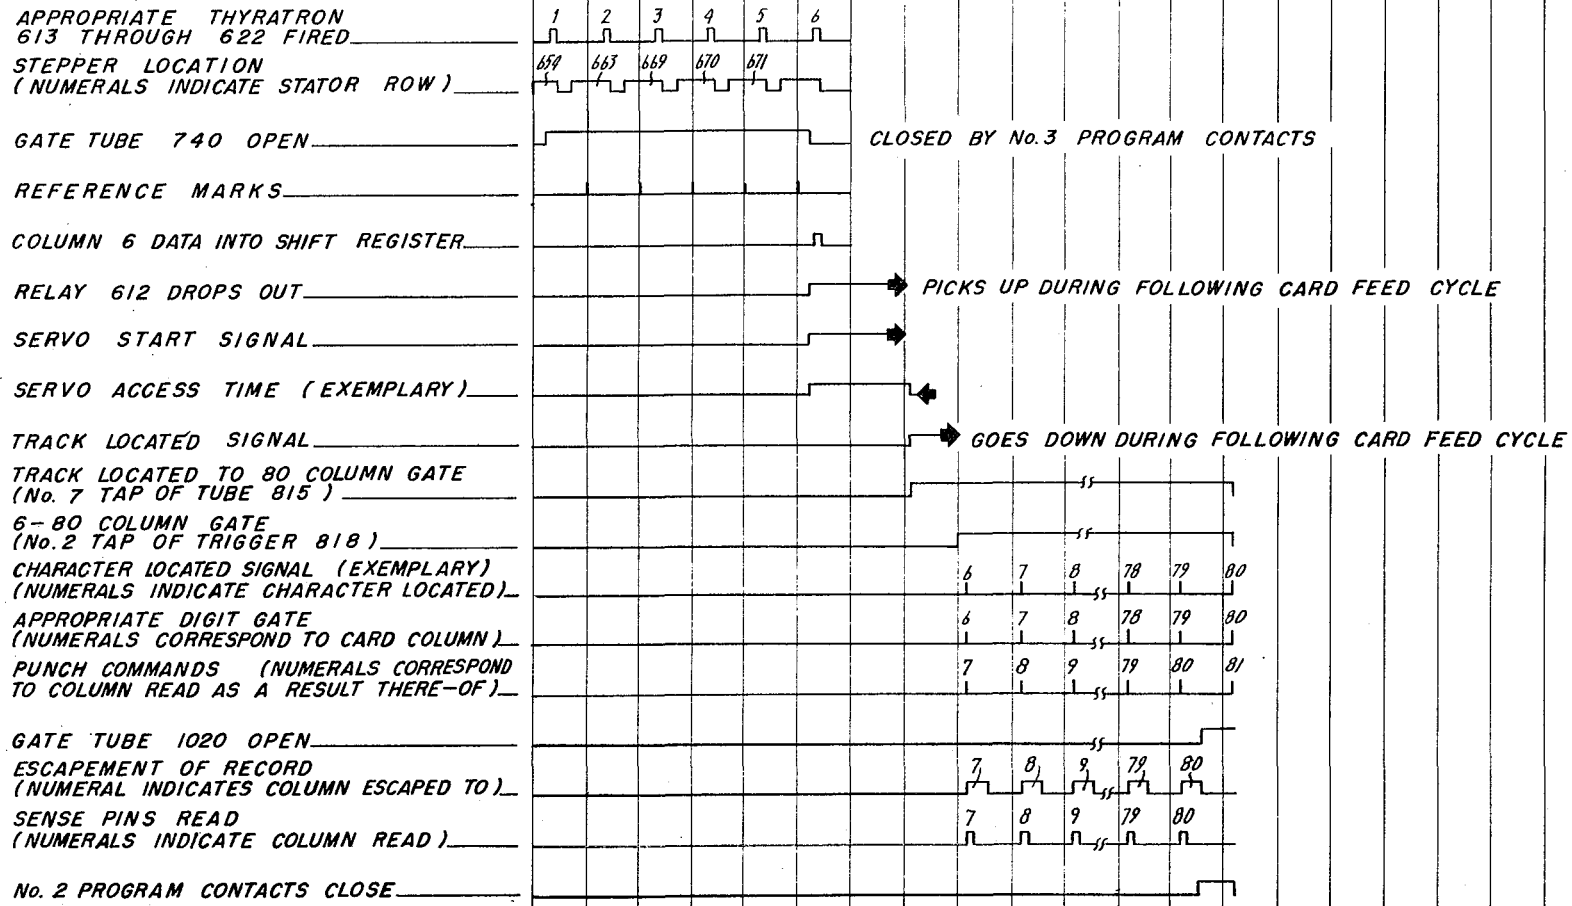 APPROPRIATE THYRATRON
613 THROUGH 622 FIRED
1 2 3 4 5 6
STEPPER LOCATION
(NUMERALS INDICATE STATOR ROW)
654 663 669 670 671
GATE TUBE 740 OPEN
CLOSED BY No.3 PROGRAM CONTACTS
REFERENCE MARKS
COLUMN 6 DATA INTO SHIFT REGISTER
RELAY 612 DROPS OUT
PICKS UP DURING FOLLOWING CARD FEED CYCLE
SERVO START SIGNAL
SERVO ACCESS TIME (EXEMPLARY)
TRACK LOCATED SIGNAL
GOES DOWN DURING FOLLOWING CARD FEED CYCLE
TRACK LOCATED TO 80 COLUMN GATE
(No. 7 TAP OF TUBE 815)
6-80 COLUMN GATE
(No.2 TAP OF TRIGGER 818)
CHARACTER LOCATED SIGNAL (EXEMPLARY)
(NUMERALS INDICATE CHARACTER LOCATED)
6 7 8 78 79 80
APPROPRIATE DIGIT GATE
(NUMERALS CORRESPOND TO CARD COLUMN)
6 7 8 78 79 80
PUNCH COMMANDS (NUMERALS CORRESPOND
TO COLUMN READ AS A RESULT THERE-OF)
7 8 9 79 80 81
GATE TUBE 1020 OPEN
ESCAPEMENT OF RECORD
(NUMERAL INDICATES COLUMN ESCAPED TO)
7 8 9 79 80
SENSE PINS READ
(NUMERALS INDICATE COLUMN READ)
7 8 9 79 80
No. 2 PROGRAM CONTACTS CLOSE